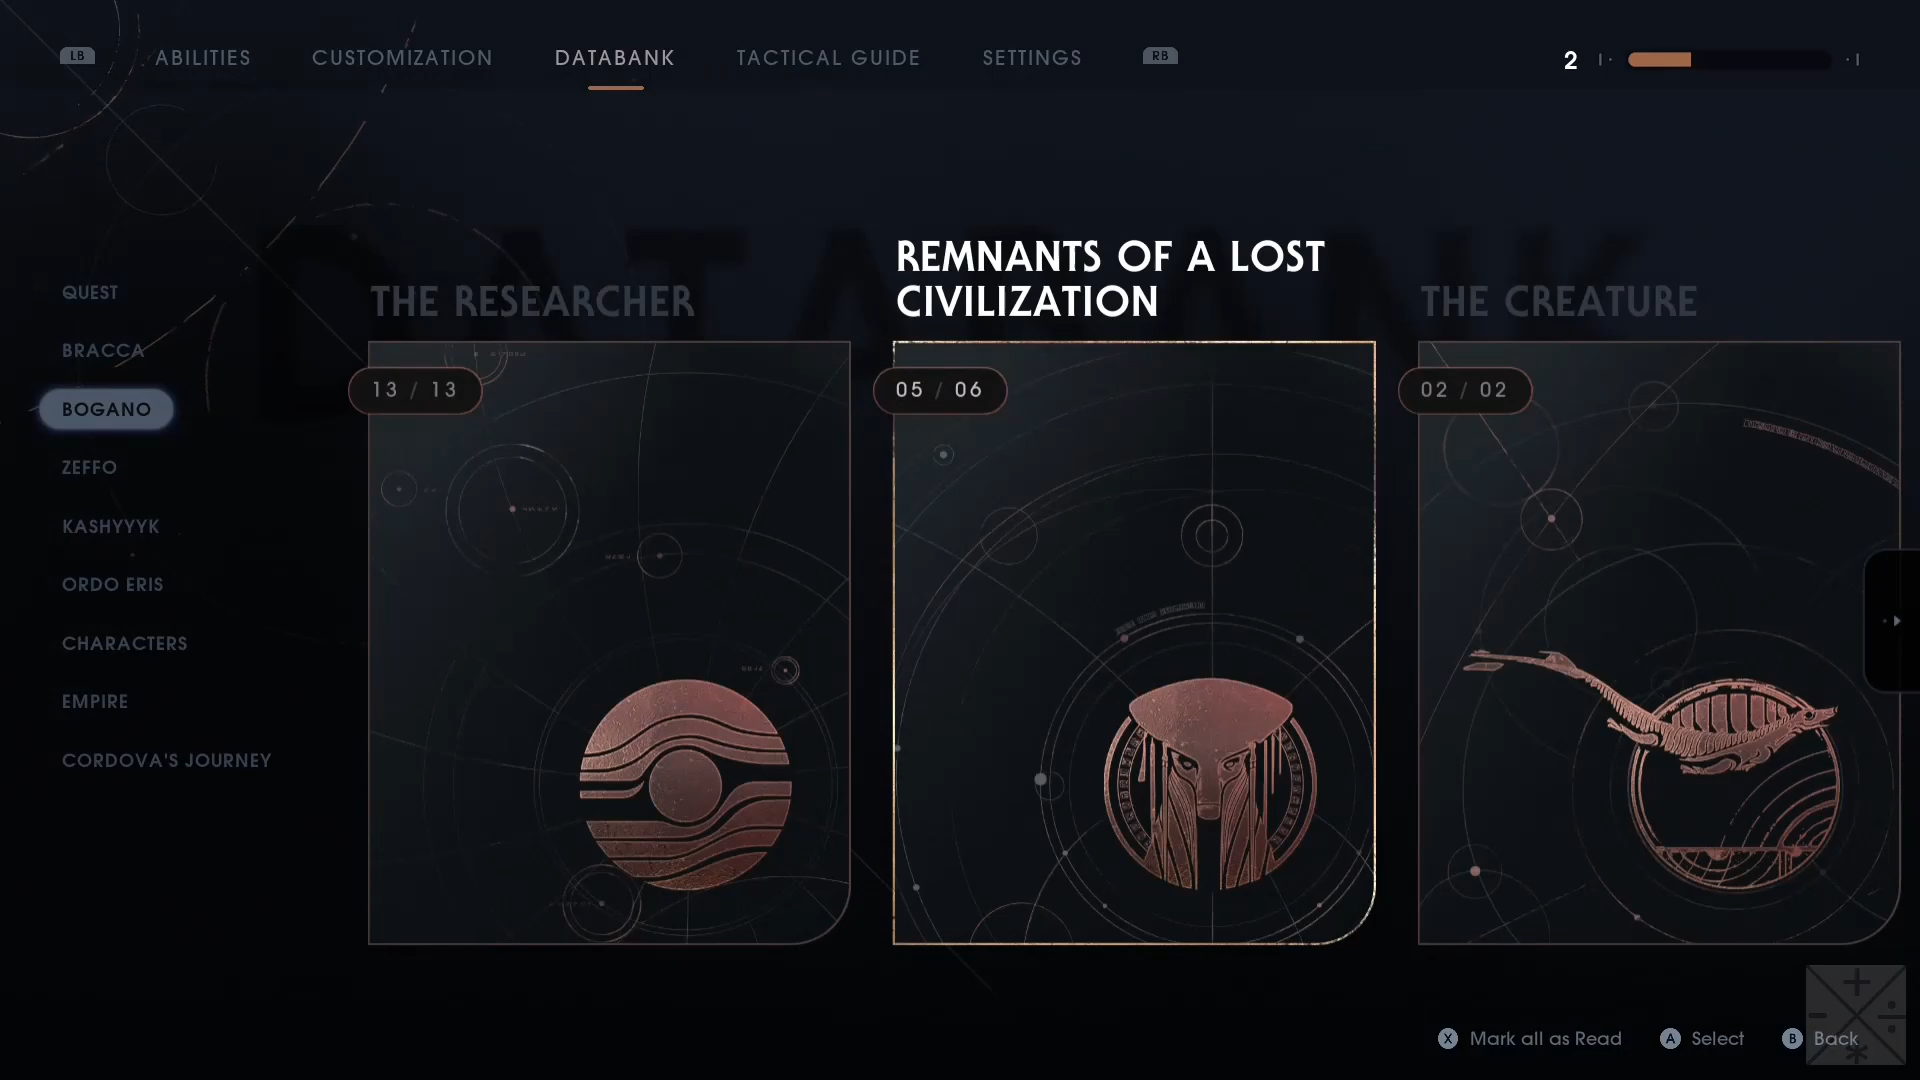 LB ABILITIES CUSTOMIZATION DATABANK TACTICAL GUIDE SETTINGS RB 2
DATABANK
QUEST
BRACCA
BOGANO
ZEFFO
KASHYYYK
ORDO ERIS
CHARACTERS
EMPIRE
CORDOVA'S JOURNEY
THE RESEARCHER
13 / 13
REMNANTS OF A LOST
CIVILIZATION
05 / 06
THE CREATURE
02 / 02
X Mark all as Read A Select B Back